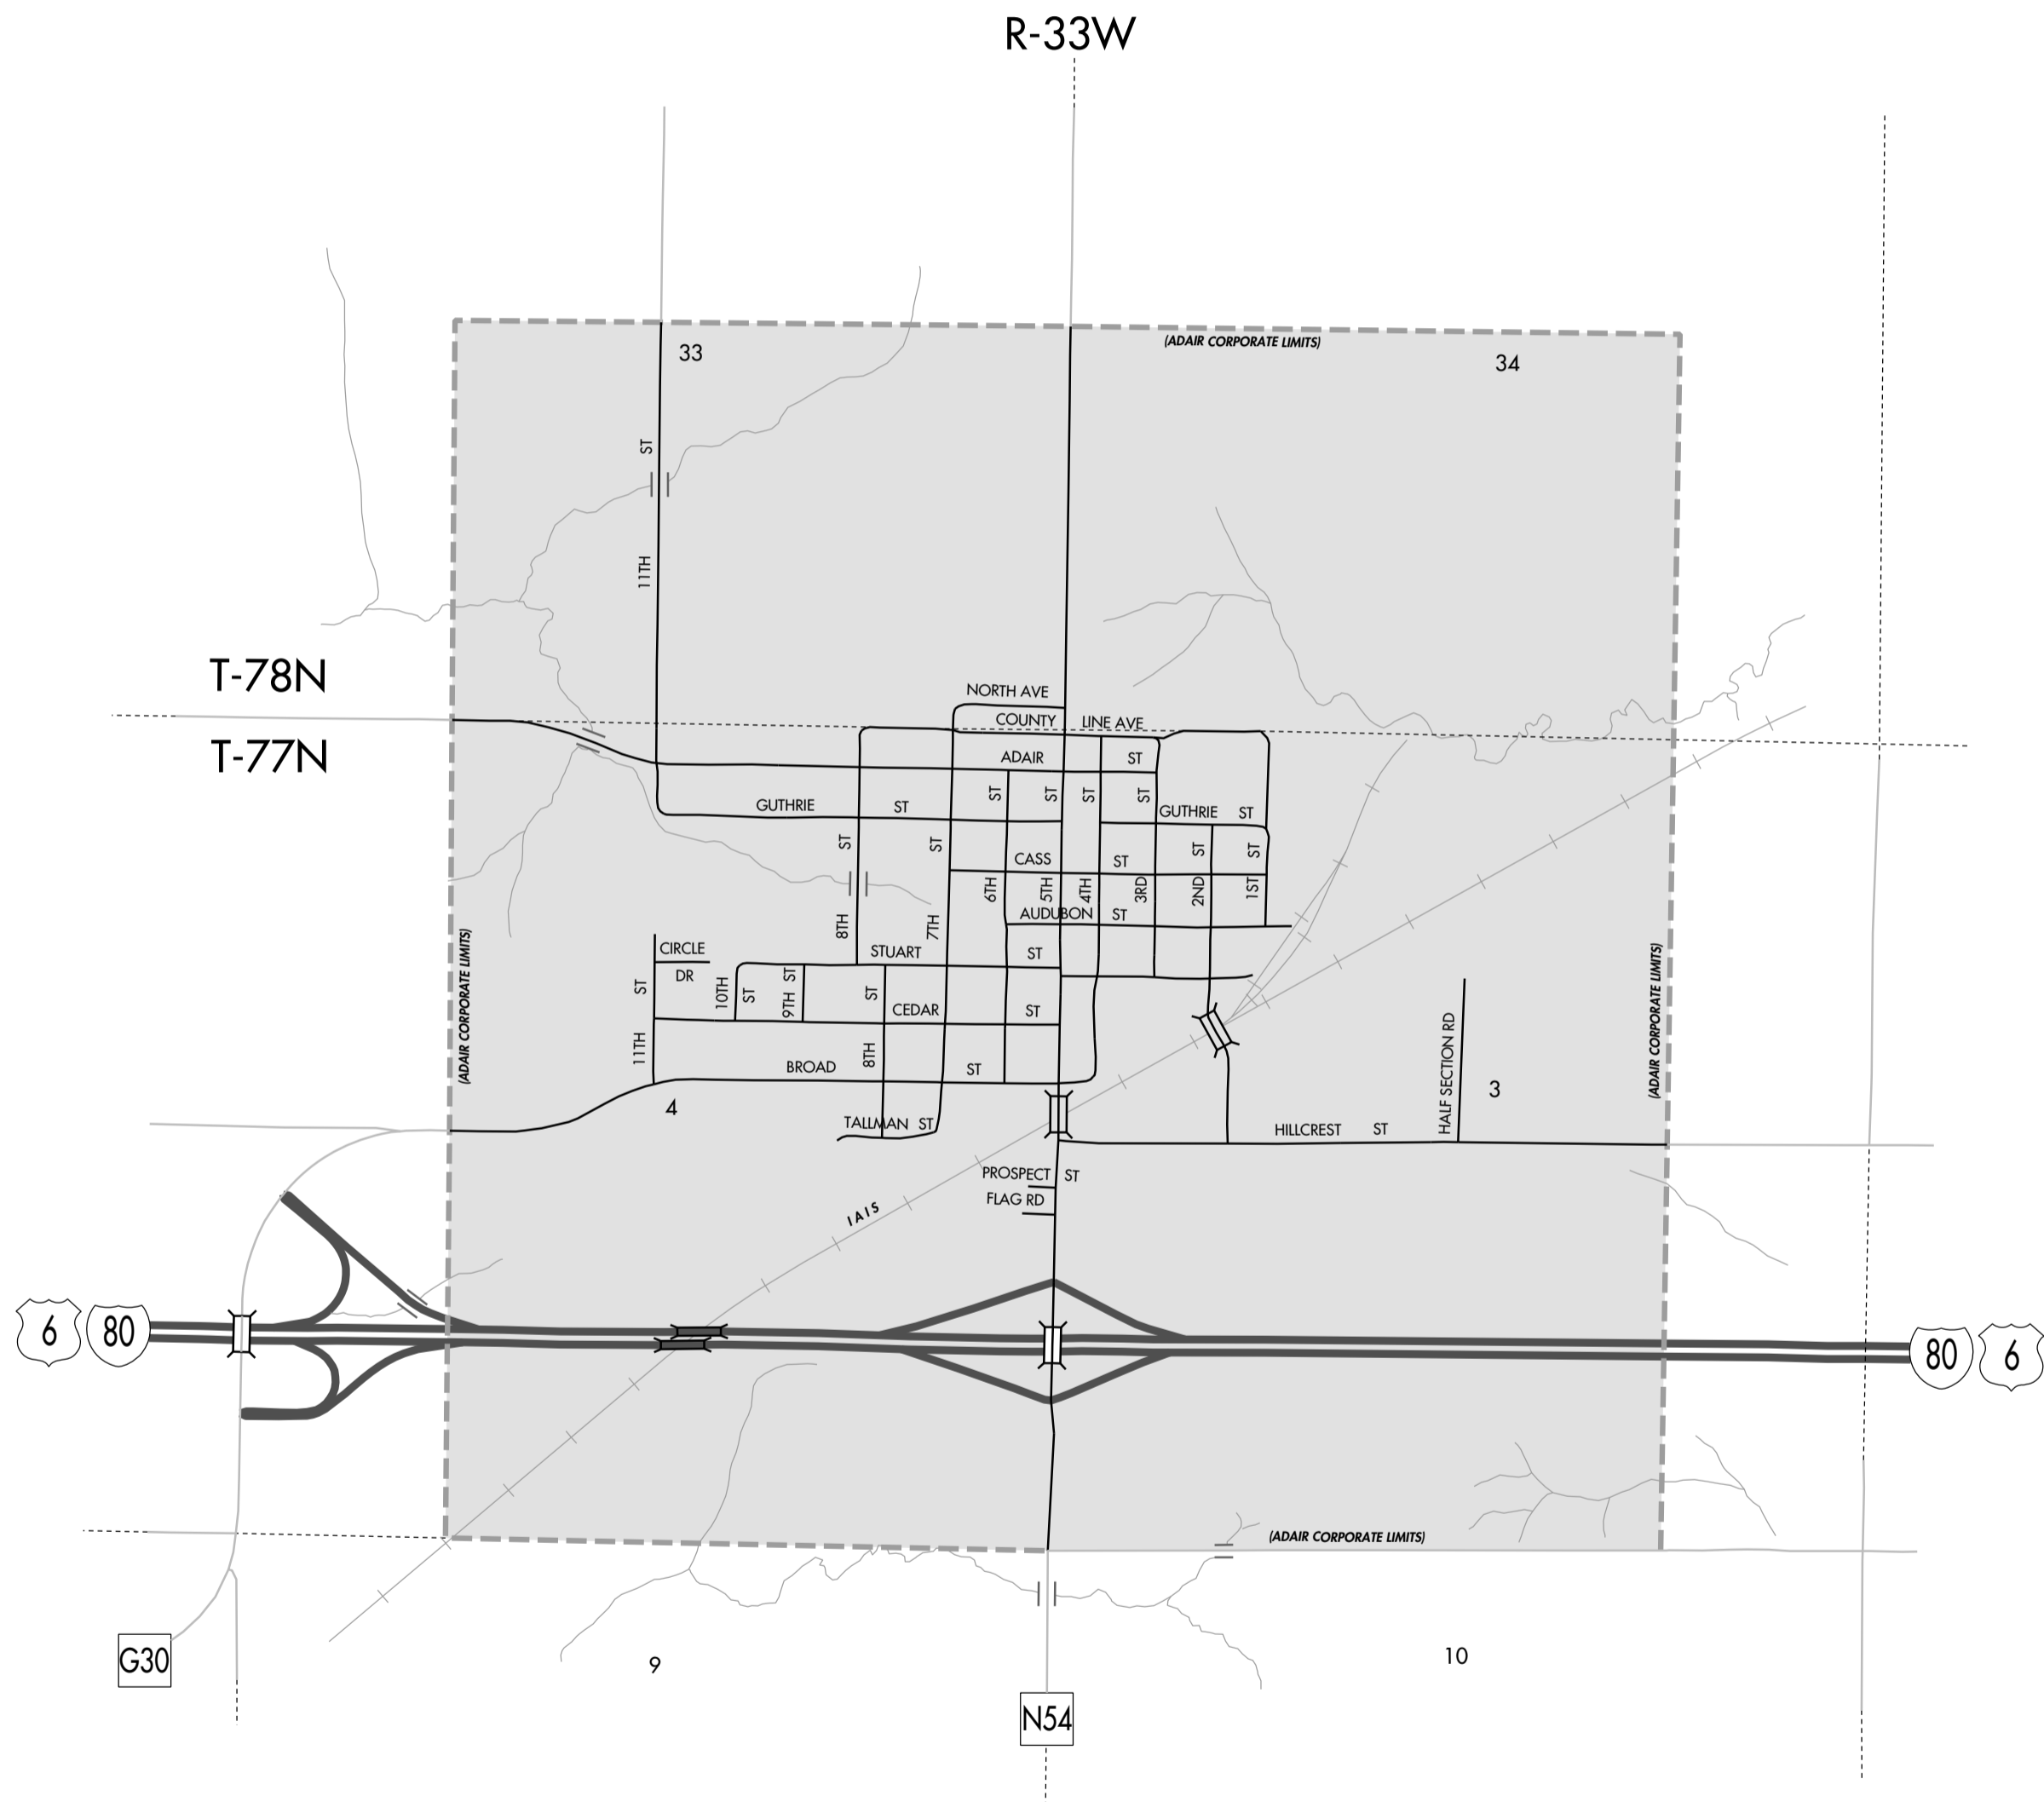 R-33W
(ADAIR CORPORATE LIMITS)
33
34
ST
11TH
T-78N
NORTH AVE
COUNTY LINE AVE
T-77N
ADAIR ST
ST ST ST ST
GUTHRIE ST
GUTHRIE ST
ST ST ST ST
CASS ST
6TH 5TH 4TH 3RD 2ND 1ST
AUDUBON ST
8TH 7TH
CIRCLE
DR
STUART ST
(ADAIR CORPORATE LIMITS)
(ADAIR CORPORATE LIMITS)
ST 10TH ST 9TH ST ST
CEDAR ST
11TH 8TH
BROAD ST
HALF SECTION RD
3
4
TALLMAN ST
HILLCREST ST
PROSPECT ST
FLAG RD
IAIS
6
80
80
6
(ADAIR CORPORATE LIMITS)
G30
9
10
N54